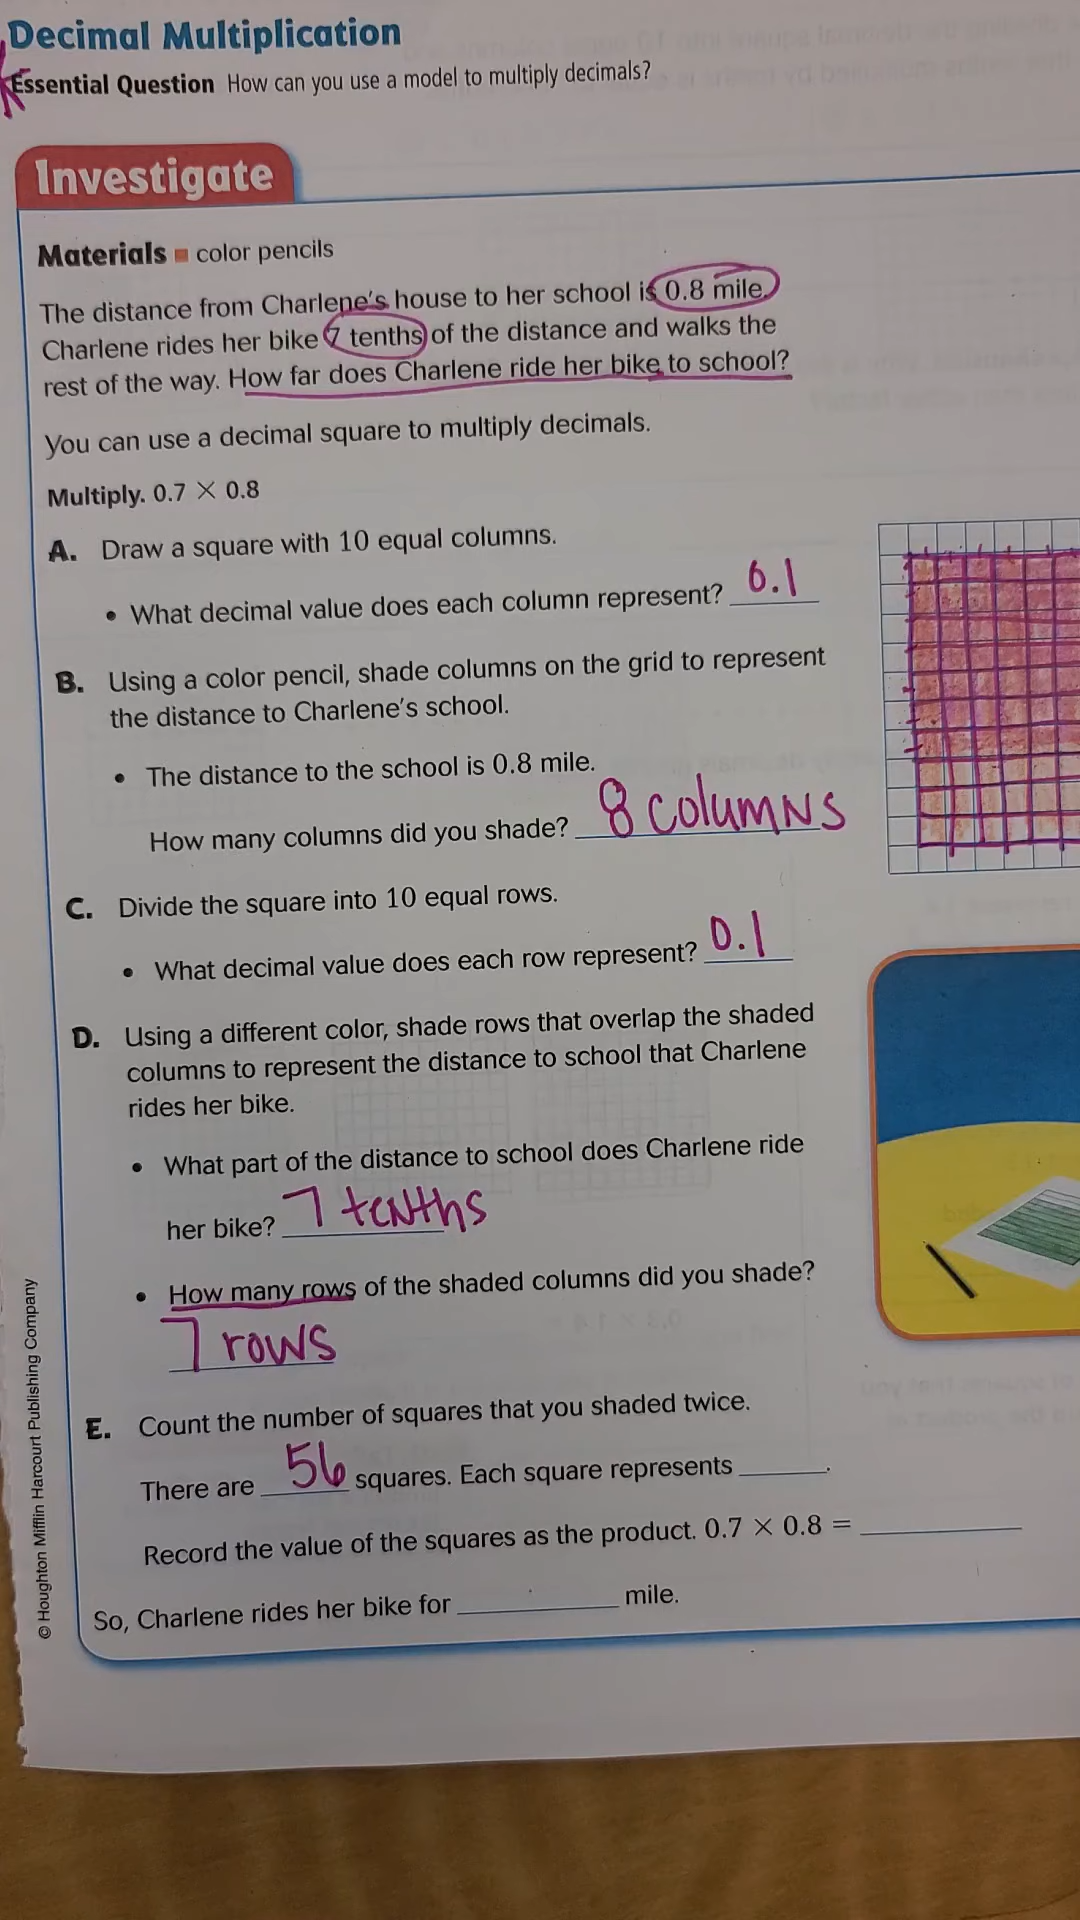 Decimal Multiplication
Essential Question How can you use a model to multiply decimals?
Investigate
Materials ■ color pencils
The distance from Charlene's house to her school is 0.8 mile.
Charlene rides her bike 7 tenths of the distance and walks the
rest of the way. How far does Charlene ride her bike to school?
You can use a decimal square to multiply decimals.
Multiply. 0.7 × 0.8
A. Draw a square with 10 equal columns.
• What decimal value does each column represent? 0.1
B. Using a color pencil, shade columns on the grid to represent
the distance to Charlene's school.
• The distance to the school is 0.8 mile.
How many columns did you shade? 8 columns
C. Divide the square into 10 equal rows.
• What decimal value does each row represent? 0.1
D. Using a different color, shade rows that overlap the shaded
columns to represent the distance to school that Charlene
rides her bike.
• What part of the distance to school does Charlene ride
her bike? 7 tenths
• How many rows of the shaded columns did you shade?
7 rows
E. Count the number of squares that you shaded twice.
There are 56 squares. Each square represents ______.
Record the value of the squares as the product. 0.7 × 0.8 = ______
So, Charlene rides her bike for ______ mile.
© Houghton Mifflin Harcourt Publishing Company